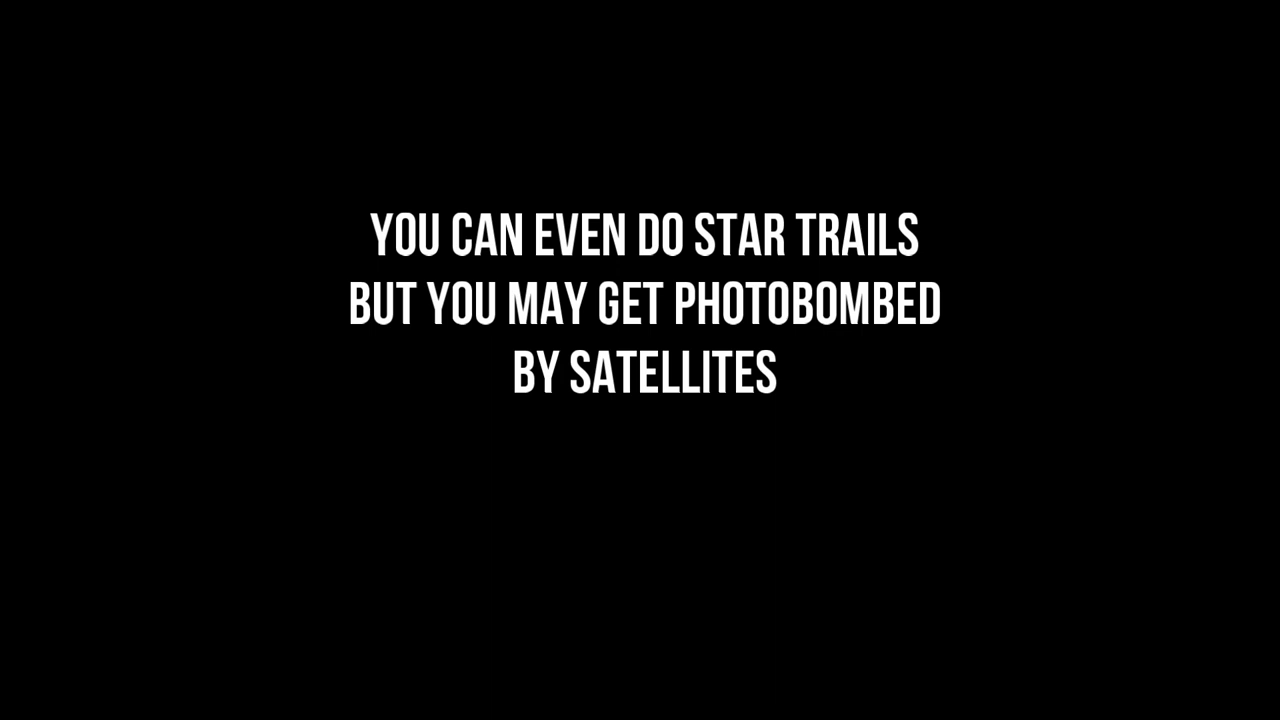 YOU CAN EVEN DO STAR TRAILS
BUT YOU MAY GET PHOTOBOMBED
BY SATELLITES